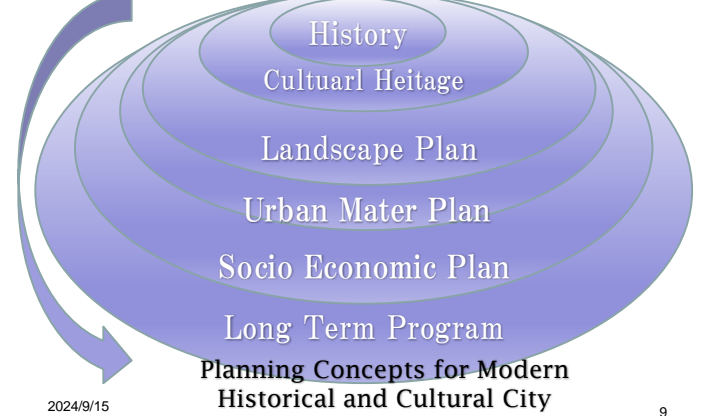 History
Cultuarl Heitage
Landscape Plan
Urban Mater Plan
Socio Economic Plan
Long Term Program
Planning Concepts for Modern
Historical and Cultural City
2024/9/15
9